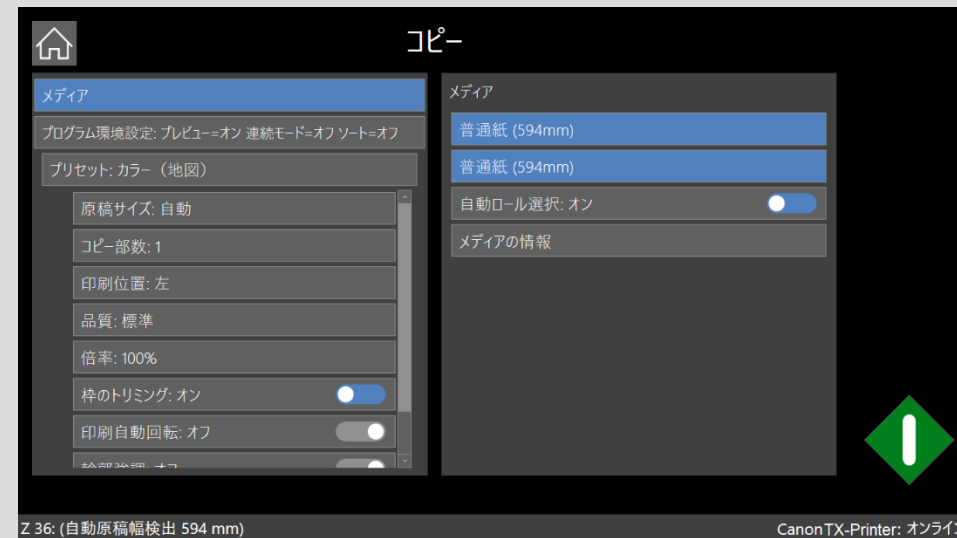 コピー
メディア
プログラム環境設定: プレビュー=オン 連続モード=オフ ソート=オフ
プリセット: カラー（地図）
原稿サイズ: 自動
コピー部数: 1
印刷位置: 左
品質: 標準
倍率: 100%
枠のトリミング: オン
印刷自動回転: オフ
メディア
普通紙 (594mm)
普通紙 (594mm)
自動ロール選択: オン
メディアの情報
Z 36: (自動原稿幅検出 594 mm)
Canon TX-Printer: オンライン